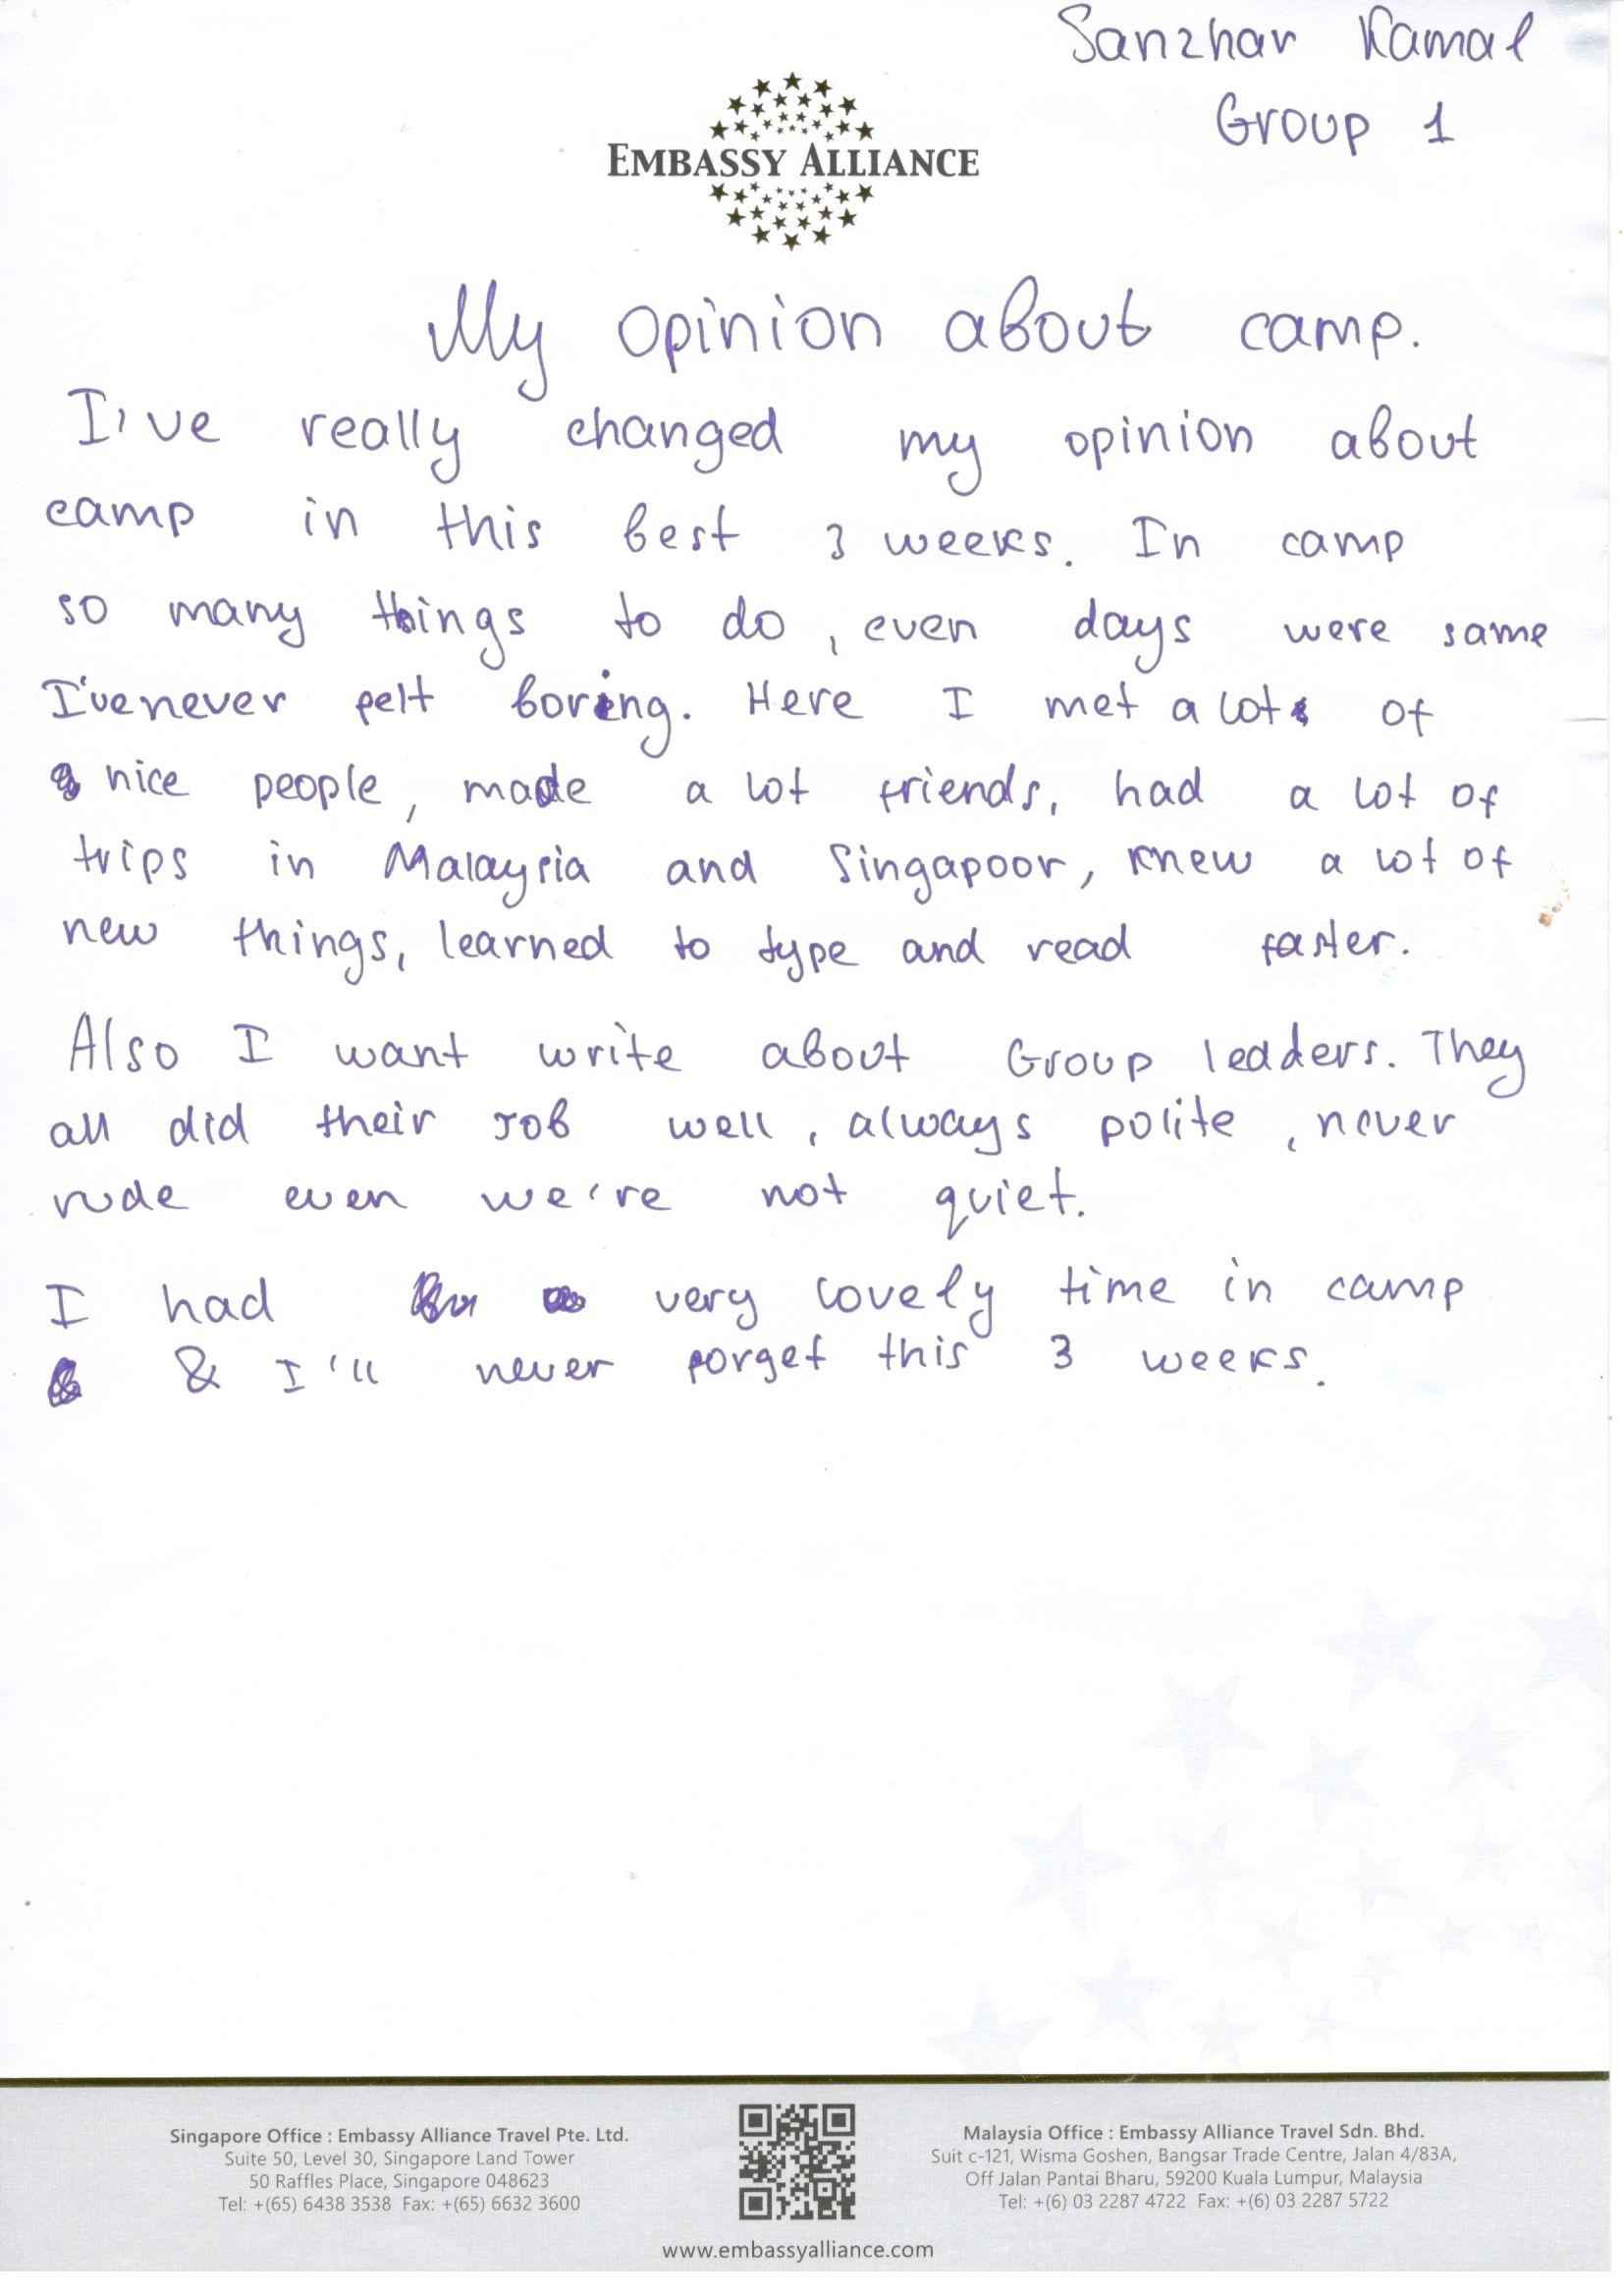 Sanzhar Kamal
Group 1
EMBASSY ALLIANCE
My opinion about camp.
I've really changed my opinion about
camp in this best 3 weeks. In camp
so many things to do, even days were same
I've never felt boring. Here I met a lot of
nice people, made a lot friends, had a lot of
trips in Malaysia and Singapoor, knew a lot of
new things, learned to type and read faster.
Also I want write about Group leaders. They
all did their job well, always polite, never
rude even we're not quiet.
I had very lovely time in camp
& I'll never forget this 3 weeks.
Singapore Office : Embassy Alliance Travel Pte. Ltd.
Suite 50, Level 30, Singapore Land Tower
50 Raffles Place, Singapore 048623
Tel: +(65) 6438 3538 Fax: +(65) 6632 3600
Malaysia Office : Embassy Alliance Travel Sdn. Bhd.
Suit c-121, Wisma Goshen, Bangsar Trade Centre, Jalan 4/83A,
Off Jalan Pantai Bharu, 59200 Kuala Lumpur, Malaysia
Tel: +(6) 03 2287 4722 Fax: +(6) 03 2287 5722
www.embassyalliance.com